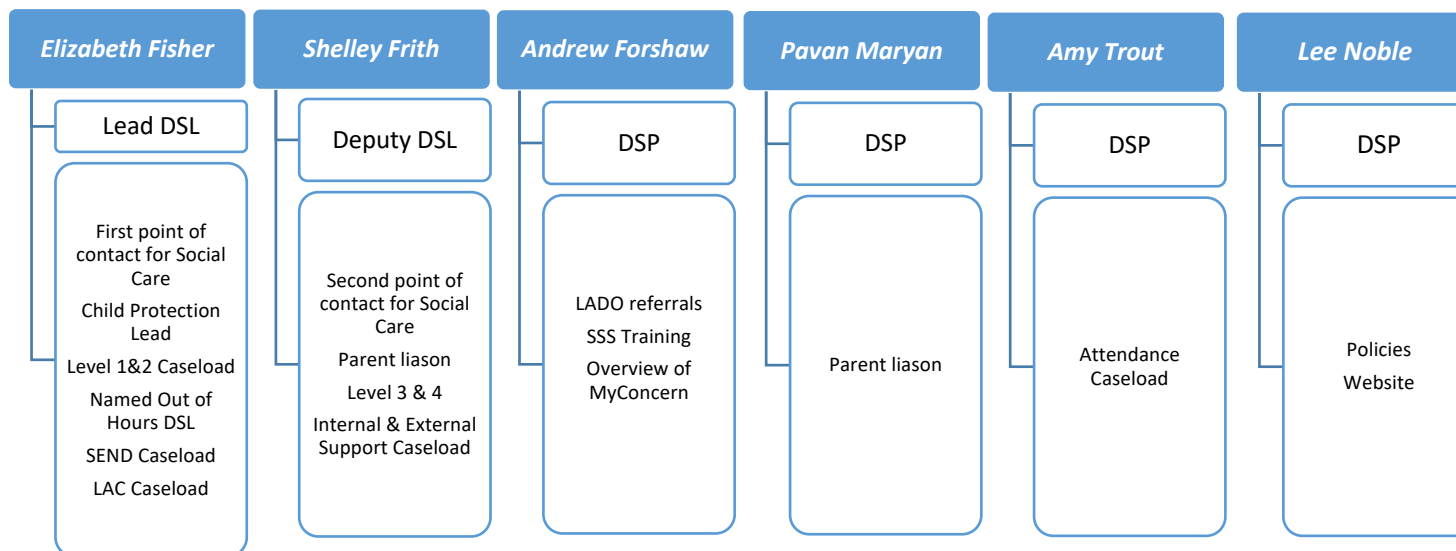 Elizabeth Fisher
Lead DSL
First point of
contact for Social
Care
Child Protection
Lead
Level 1&2 Caseload
Named Out of
Hours DSL
SEND Caseload
LAC Caseload
Shelley Frith
Deputy DSL
Second point of
contact for Social
Care
Parent liason
Level 3 & 4
Internal & External
Support Caseload
Andrew Forshaw
DSP
LADO referrals
SSS Training
Overview of
MyConcern
Pavan Maryan
DSP
Parent liason
Amy Trout
DSP
Attendance
Caseload
Lee Noble
DSP
Policies
Website